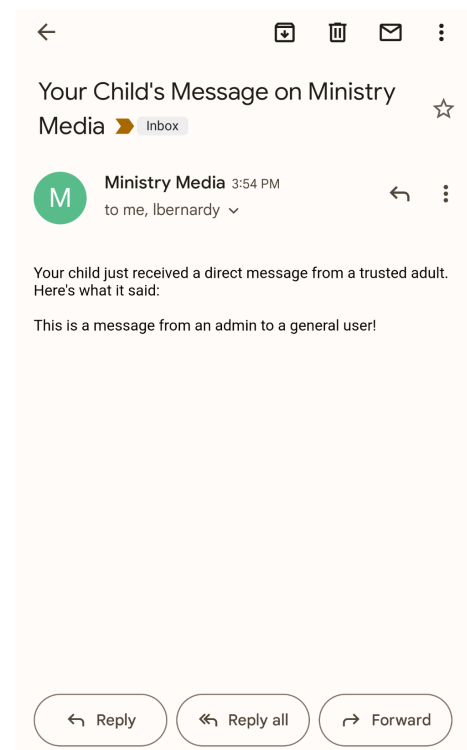 Your Child's Message on Ministry
Media Inbox
M
Ministry Media 3:54 PM
to me, lbernardy
Your child just received a direct message from a trusted adult.
Here's what it said:
This is a message from an admin to a general user!
Reply Reply all Forward